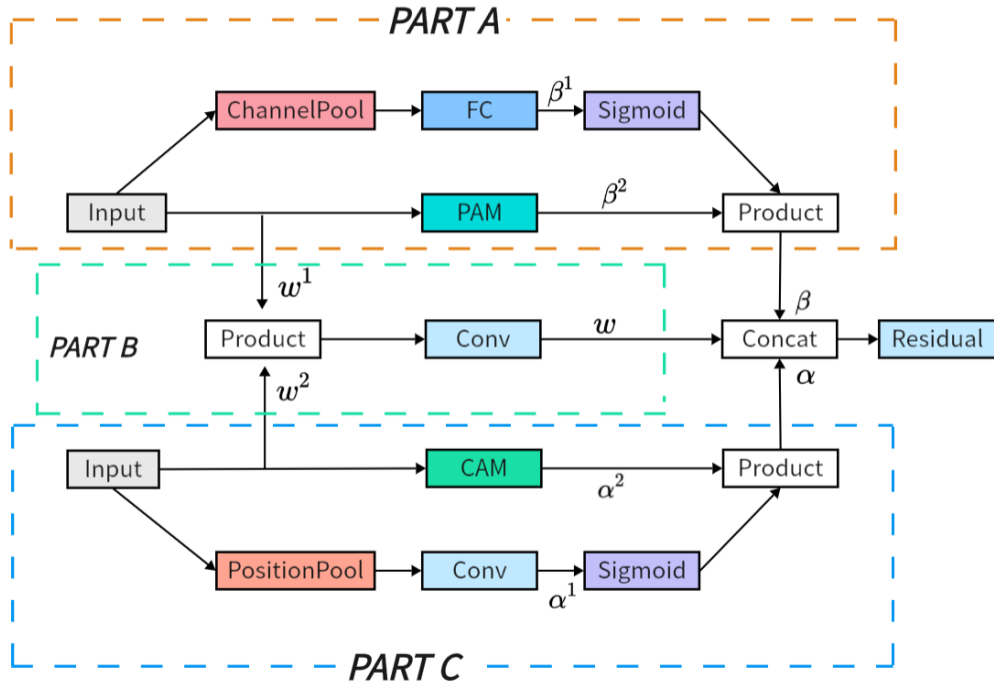 PART A
ChannelPool FC β¹ Sigmoid
Input PAM β² Product
w¹ β
PART B Product Conv w Concat Residual
w² α
Input CAM α² Product
PositionPool Conv α¹ Sigmoid
PART C